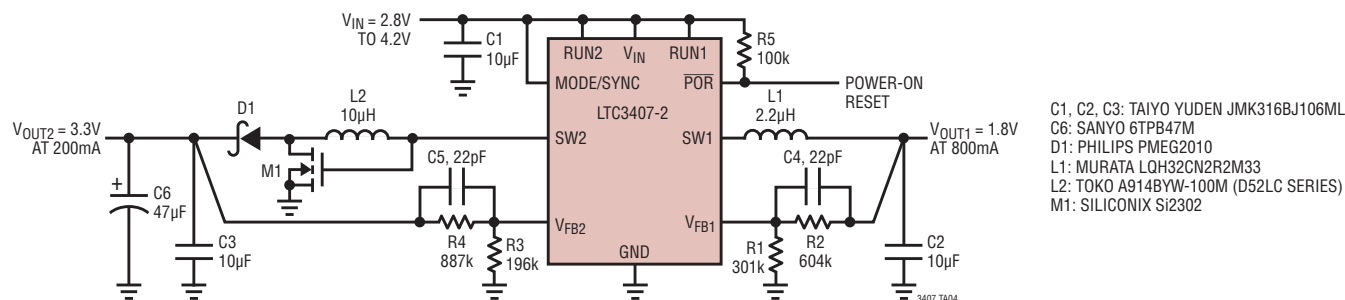 V_IN = 2.8V
TO 4.2V
C1
10µF
RUN2
V_IN
RUN1
R5
100k
MODE/SYNC
POR
POWER-ON
RESET
LTC3407-2
D1
L2
10µH
L1
2.2µH
V_OUT2 = 3.3V
AT 200mA
SW2
SW1
V_OUT1 = 1.8V
AT 800mA
M1
C5, 22pF
C4, 22pF
+
C6
47µF
C3
10µF
R4
887k
R3
196k
V_FB2
V_FB1
GND
R1
301k
R2
604k
C2
10µF
3407 TA04
C1, C2, C3: TAIYO YUDEN JMK316BJ106ML
C6: SANYO 6TPB47M
D1: PHILIPS PMEG2010
L1: MURATA LQH32CN2R2M33
L2: TOKO A914BYW-100M (D52LC SERIES)
M1: SILICONIX Si2302